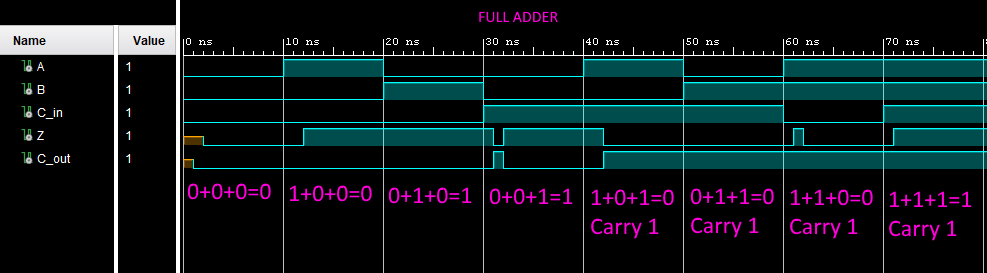 FULL ADDER
Name Value 0 ns 10 ns 20 ns 30 ns 40 ns 50 ns 60 ns 70 ns
A 1
B 1
C_in 1
Z 1
C_out 1
0+0+0=0 1+0+0=0 0+1+0=1 0+0+1=1 1+0+1=0 0+1+1=0 1+1+0=0 1+1+1=1
Carry 1 Carry 1 Carry 1 Carry 1